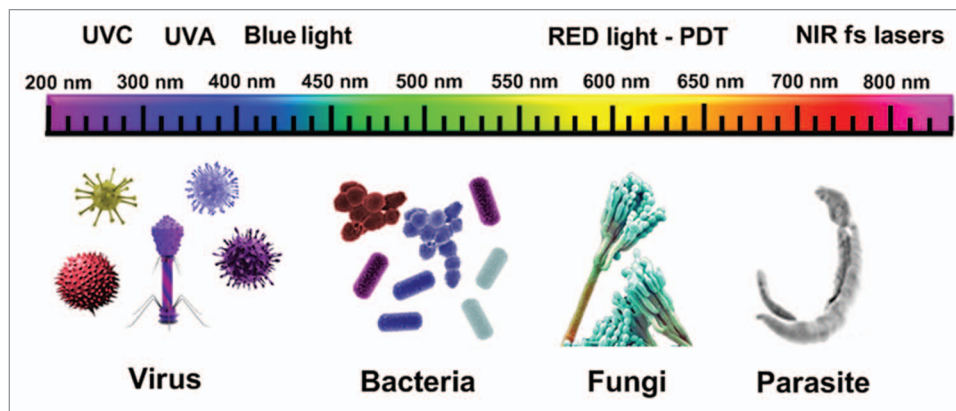 UVC UVA Blue light RED light - PDT NIR fs lasers
200 nm 300 nm 400 nm 450 nm 500 nm 550 nm 600 nm 650 nm 700 nm 800 nm
Virus Bacteria Fungi Parasite